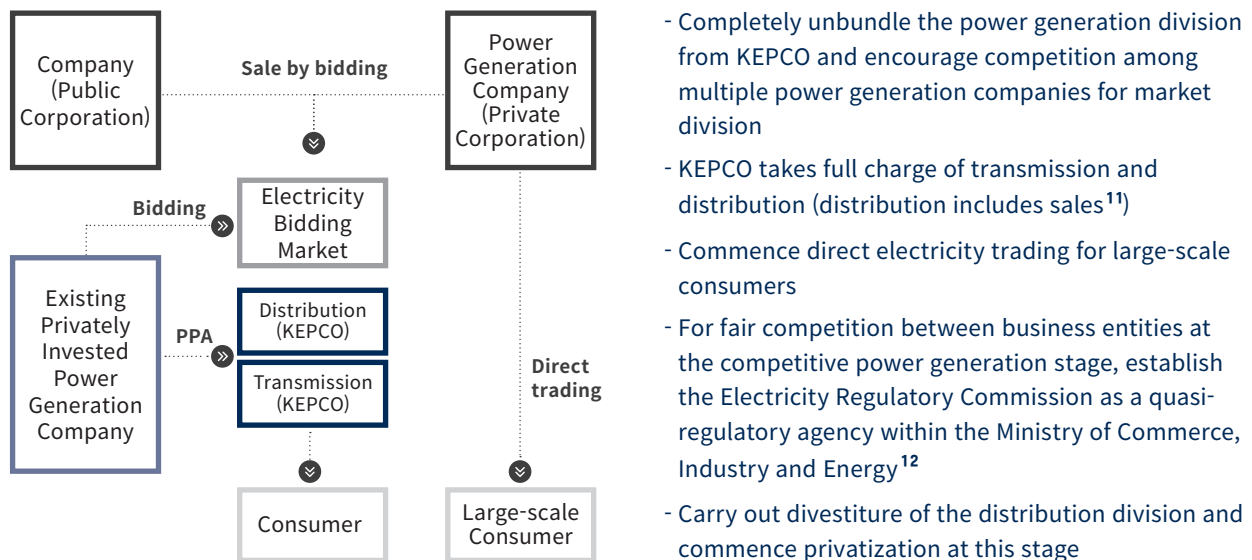 Company
(Public
Corporation)
Sale by bidding
Power
Generation
Company
(Private
Corporation)
Bidding
Electricity
Bidding
Market
Existing
Privately
Invested
Power
Generation
Company
PPA
Distribution
(KEPCO)
Transmission
(KEPCO)
Direct
trading
Consumer
Large-scale
Consumer
- Completely unbundle the power generation division
from KEPCO and encourage competition among
multiple power generation companies for market
division
- KEPCO takes full charge of transmission and
distribution (distribution includes sales11)
- Commence direct electricity trading for large-scale
consumers
- For fair competition between business entities at
the competitive power generation stage, establish
the Electricity Regulatory Commission as a quasi-
regulatory agency within the Ministry of Commerce,
Industry and Energy12
- Carry out divestiture of the distribution division and
commence privatization at this stage